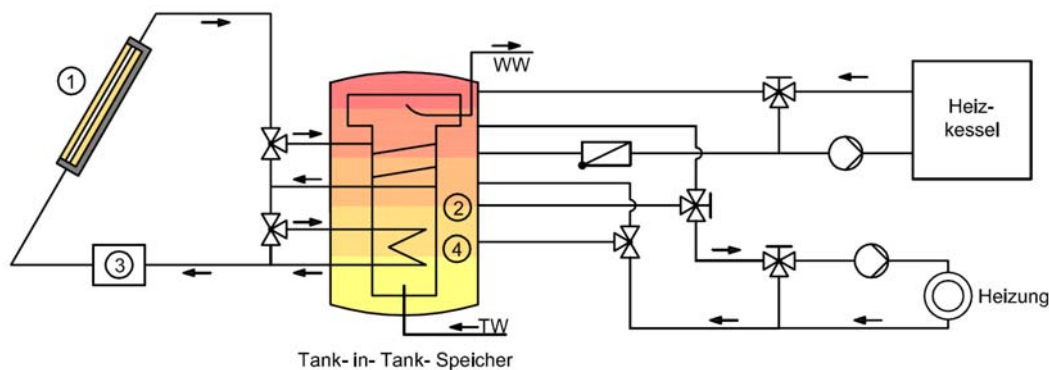 WW
1
Heiz-
kessel
2
4
3
Heizung
TW
Tank- in- Tank- Speicher